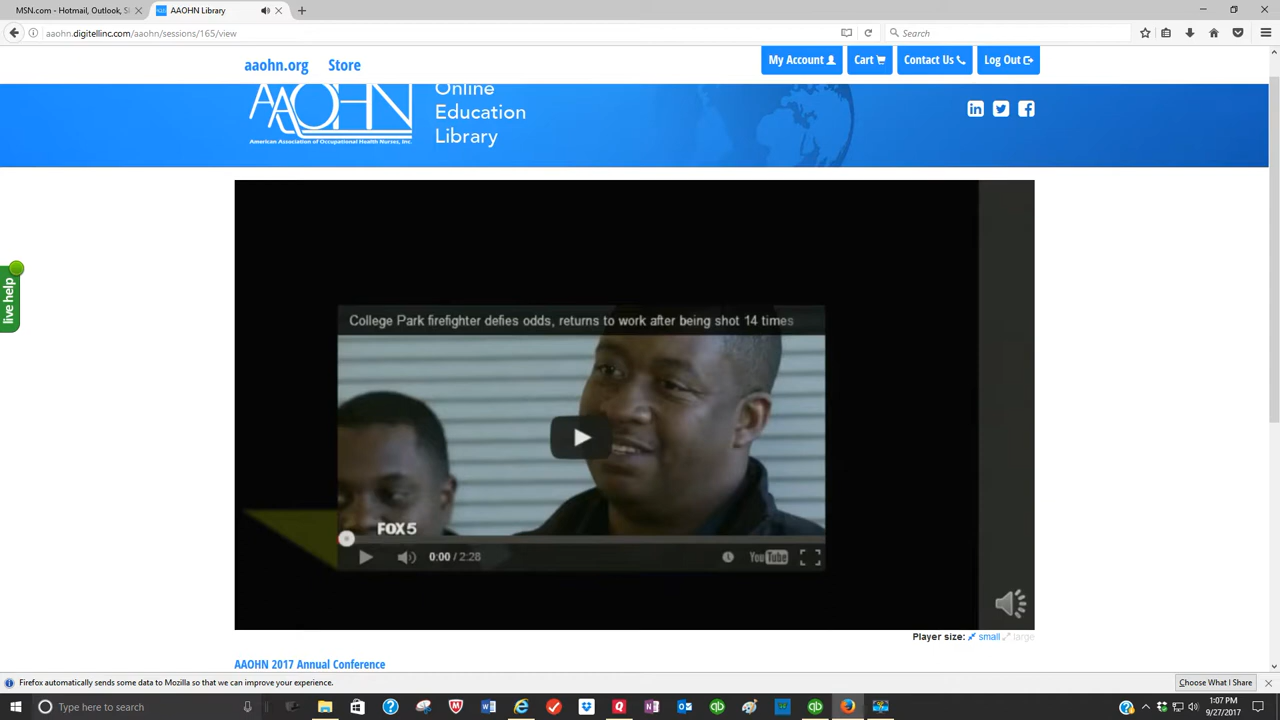 MSN.com - Hotmail, Outlook, S
AAOHN Library
aaohn.digitellinc.com/aaohn/sessions/165/view
Search
aaohn.org
Store
My Account
Cart
Contact Us
Log Out
AAOHN
American Association of Occupational Health Nurses, Inc.
Online
Education
Library
live help
College Park firefighter defies odds, returns to work after being shot 14 times
FOX 5
0:00 / 2:28
YouTube
Player size: small large
AAOHN 2017 Annual Conference
Firefox automatically sends some data to Mozilla so that we can improve your experience.
Choose What I Share
Type here to search
1:07 PM
9/27/2017